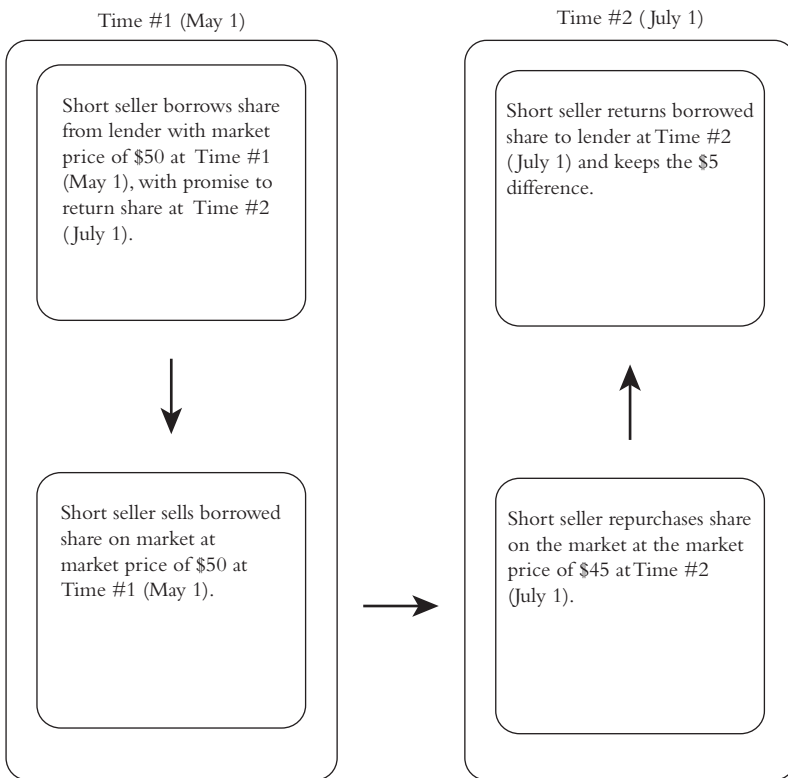 Time #1 (May 1)
Short seller borrows share
from lender with market
price of $50 at Time #1
(May 1), with promise to
return share at Time #2
(July 1).
Short seller sells borrowed
share on market at
market price of $50 at
Time #1 (May 1).
Time #2 (July 1)
Short seller returns borrowed
share to lender at Time #2
(July 1) and keeps the $5
difference.
Short seller repurchases share
on the market at the market
price of $45 at Time #2
(July 1).